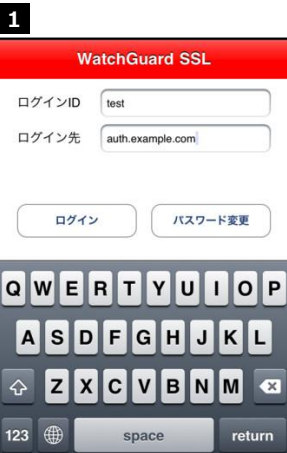 1
WatchGuard SSL
ログインID test
ログイン先 auth.example.com
ログイン パスワード変更
Q W E R T Y U I O P
A S D F G H J K L
Z X C V B N M
123 space return